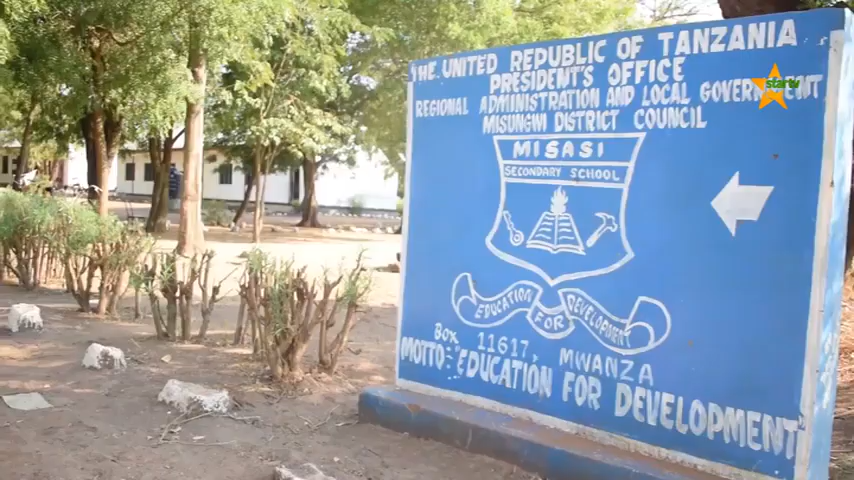 THE UNITED REPUBLIC OF TANZANIA
PRESIDENT'S OFFICE
REGIONAL ADMINISTRATION AND LOCAL GOVERNMENT
MISUNGWI DISTRICT COUNCIL
MISASI
SECONDARY SCHOOL
EDUCATION
FOR
DEVELOPMENT
BOX 11617, MWANZA
MOTTO: EDUCATION FOR DEVELOPMENT
startv